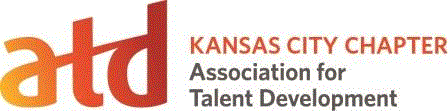 atd
KANSAS CITY CHAPTER
Association for
Talent Development